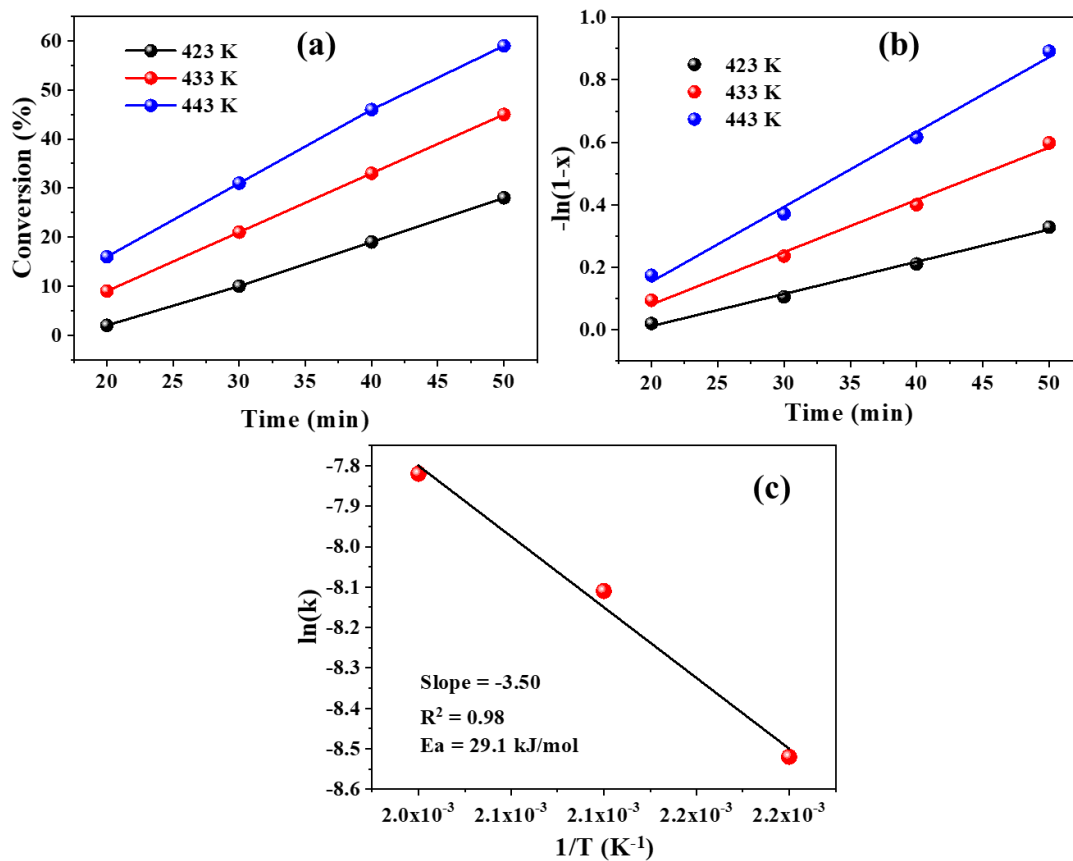 (a)
423 K
433 K
443 K
Conversion (%)
60
50
40
30
20
10
0
20 25 30 35 40 45 50
Time (min)
(b)
423 K
433 K
443 K
-ln(1-x)
1.0
0.8
0.6
0.4
0.2
0.0
20 25 30 35 40 45 50
Time (min)
(c)
ln(k)
-7.8
-7.9
-8.0
-8.1
-8.2
-8.3
-8.4
-8.5
-8.6
Slope = -3.50
R² = 0.98
Ea = 29.1 kJ/mol
2.0x10⁻³ 2.1x10⁻³ 2.1x10⁻³ 2.2x10⁻³ 2.2x10⁻³
1/T (K⁻¹)